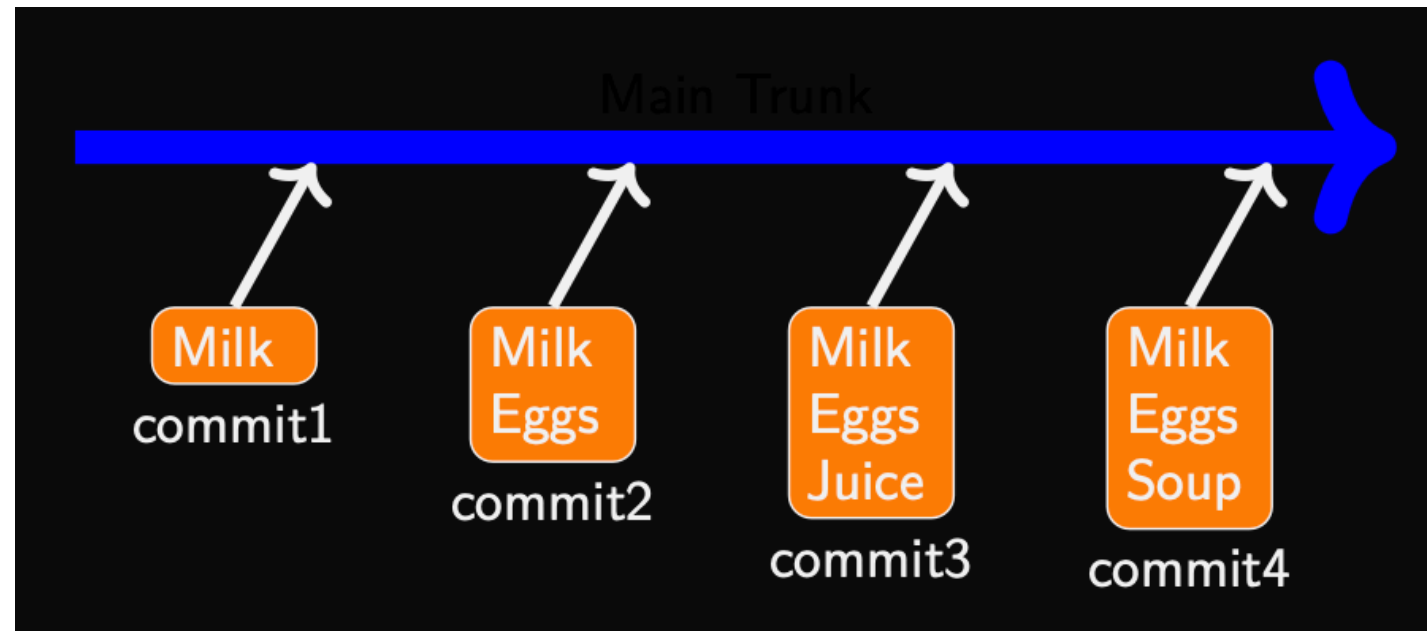 Main Trunk
Milk
commit1
Milk
Eggs
commit2
Milk
Eggs
Juice
commit3
Milk
Eggs
Soup
commit4